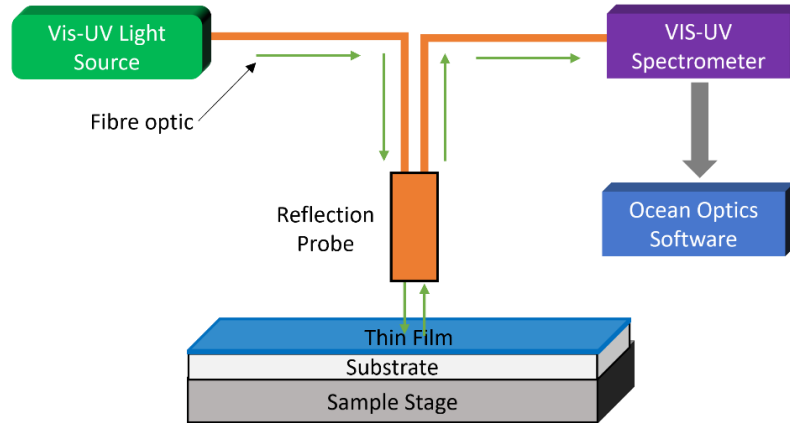 Vis-UV Light
Source
VIS-UV
Spectrometer
Fibre optic
Reflection
Probe
Ocean Optics
Software
Thin Film
Substrate
Sample Stage